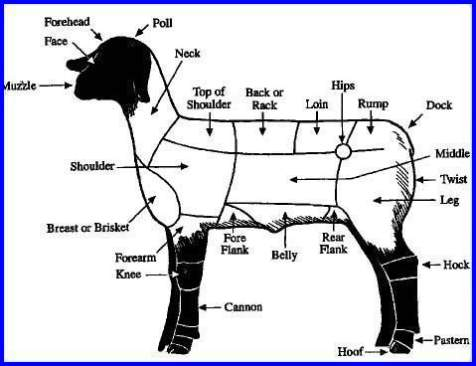 Forehead
Poll
Face
Neck
Muzzle
Top of
Shoulder
Back or
Rack
Loin
Hips
Rump
Dock
Shoulder
Middle
Twist
Leg
Breast or Brisket
Forearm
Fore
Flank
Belly
Rear
Flank
Knee
Hock
Cannon
Pastern
Hoof